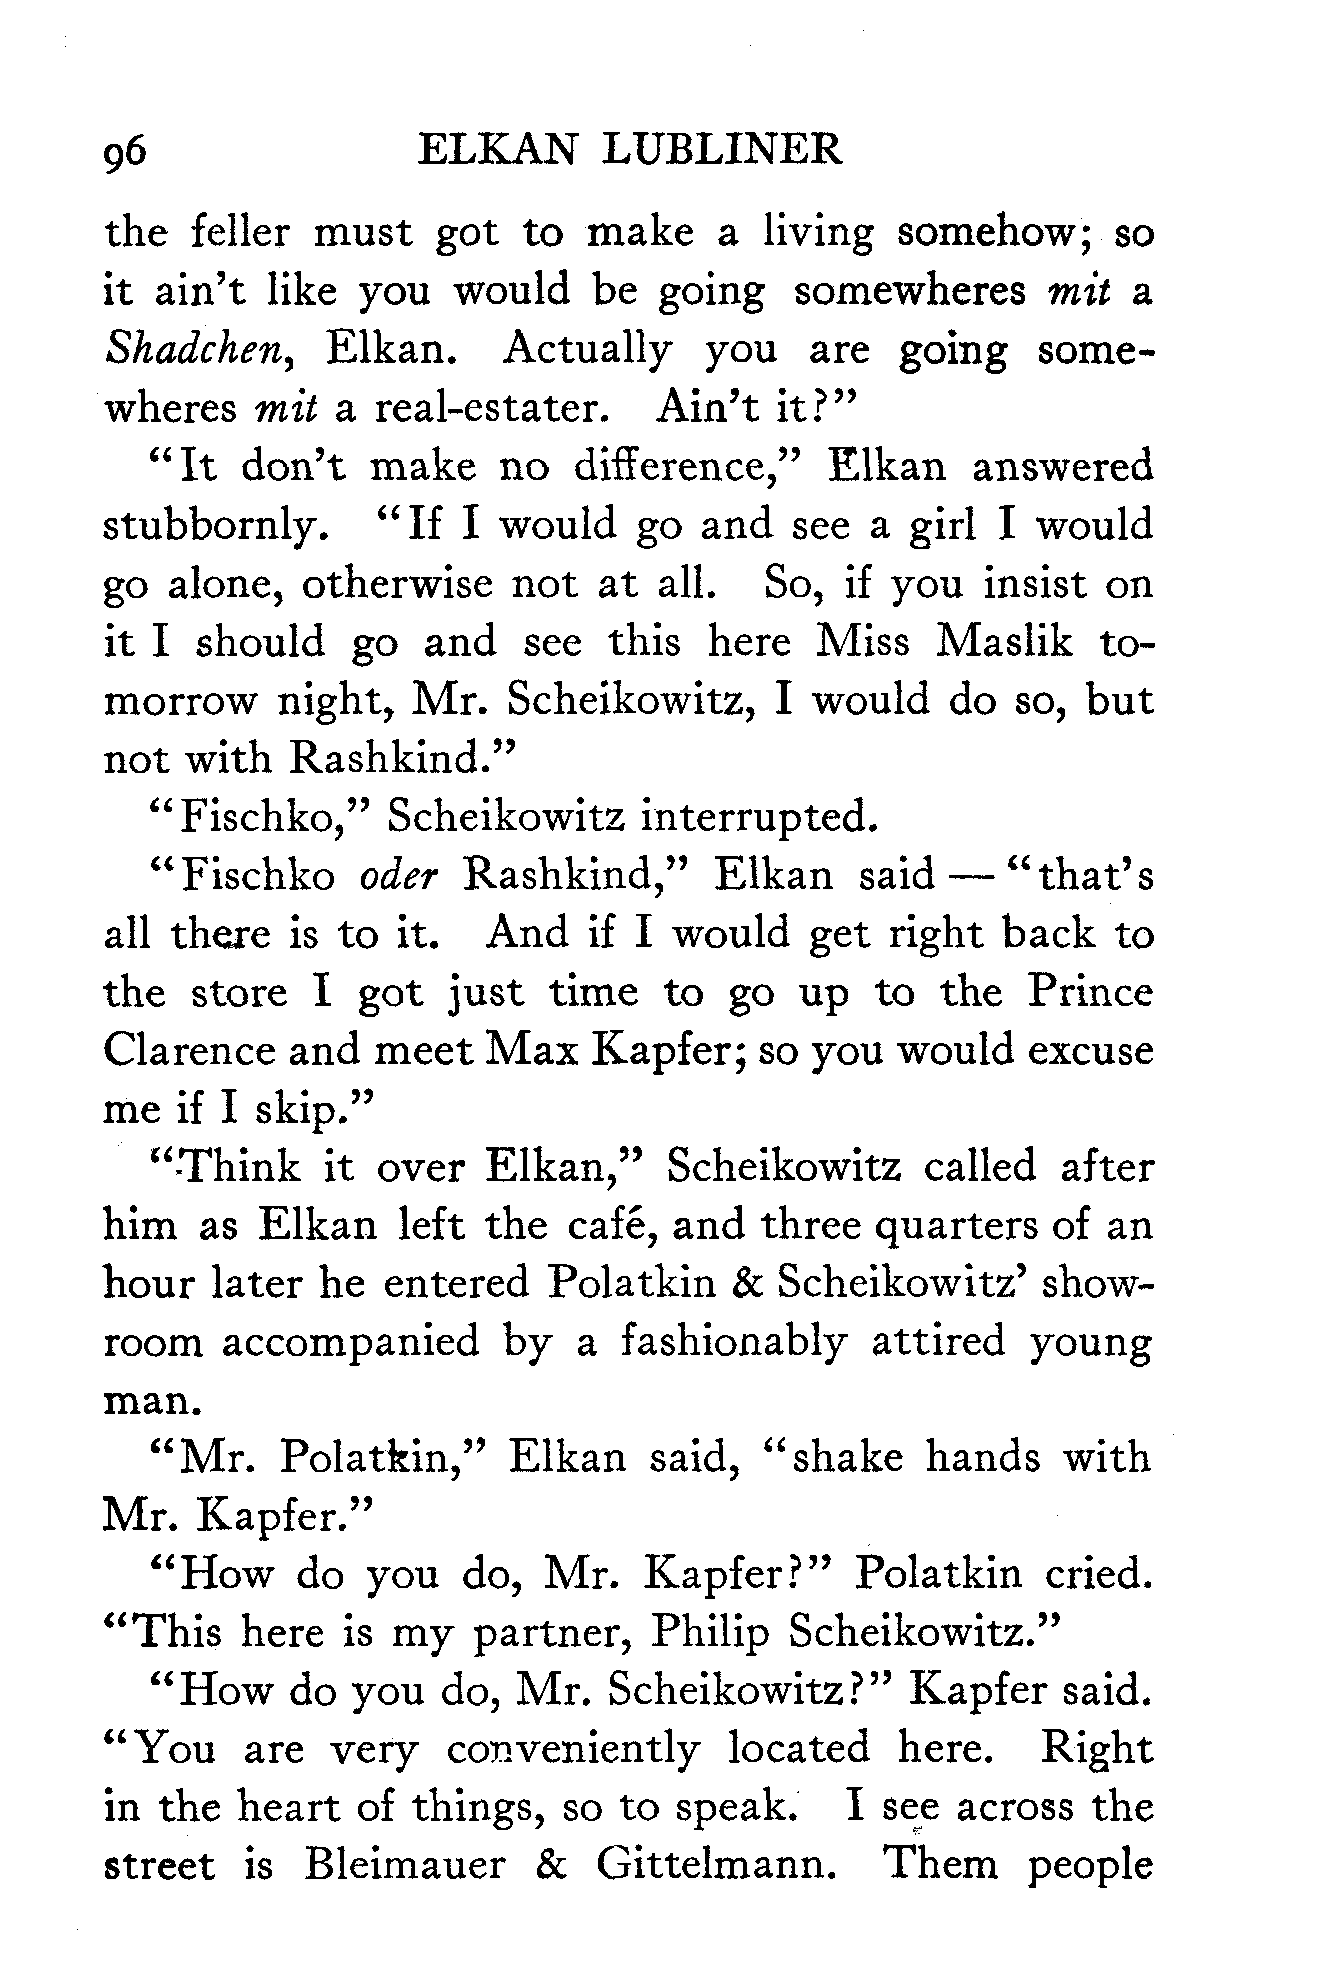 96 ELKAN LUBLINER
the feller must got to make a living somehow; so
it ain't like you would be going somewheres mit a
Shadchen, Elkan. Actually you are going some-
wheres mit a real-estater. Ain't it?"
"It don't make no difference," Elkan answered
stubbornly. "If I would go and see a girl I would
go alone, otherwise not at all. So, if you insist on
it I should go and see this here Miss Maslik to-
morrow night, Mr. Scheikowitz, I would do so, but
not with Rashkind."
"Fischko," Scheikowitz interrupted.
"Fischko oder Rashkind," Elkan said — "that's
all there is to it. And if I would get right back to
the store I got just time to go up to the Prince
Clarence and meet Max Kapfer; so you would excuse
me if I skip."
"Think it over Elkan," Scheikowitz called after
him as Elkan left the café, and three quarters of an
hour later he entered Polatkin & Scheikowitz' show-
room accompanied by a fashionably attired young
man.
"Mr. Polatkin," Elkan said, "shake hands with
Mr. Kapfer."
"How do you do, Mr. Kapfer?" Polatkin cried.
"This here is my partner, Philip Scheikowitz."
"How do you do, Mr. Scheikowitz?" Kapfer said.
"You are very conveniently located here. Right
in the heart of things, so to speak. I see across the
street is Bleimauer & Gittelmann. Them people